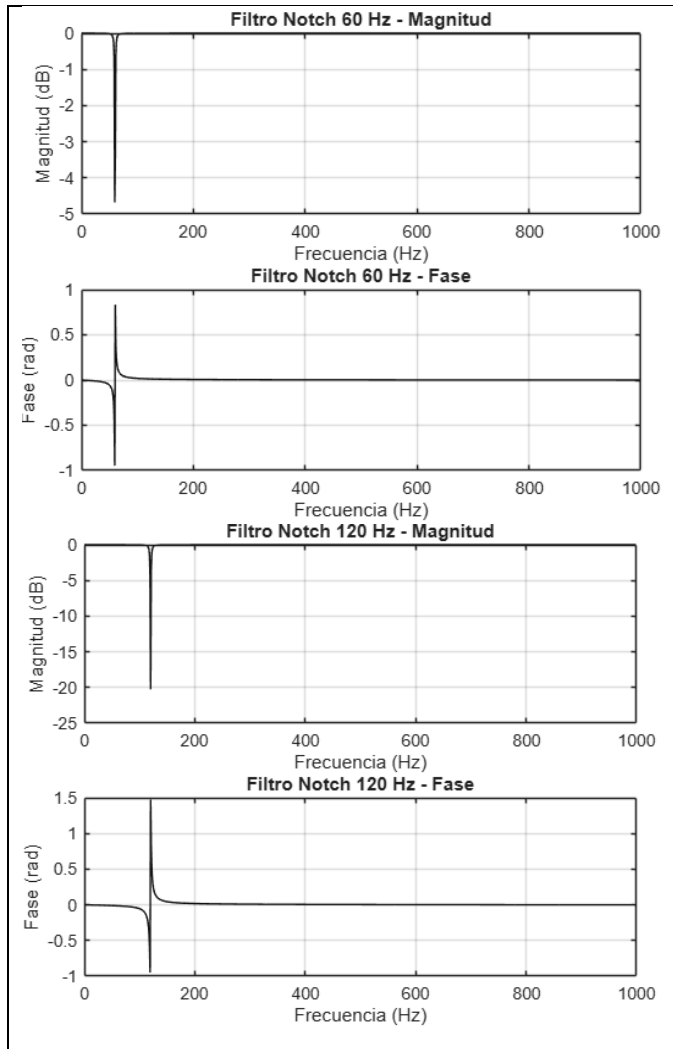 Filtro Notch 60 Hz - Magnitud
0
-1
-2
-3
-4
-5
Magnitud (dB)
0 200 400 600 800 1000
Frecuencia (Hz)
Filtro Notch 60 Hz - Fase
1
0.5
0
-0.5
-1
Fase (rad)
0 200 400 600 800 1000
Frecuencia (Hz)
Filtro Notch 120 Hz - Magnitud
0
-5
-10
-15
-20
-25
Magnitud (dB)
0 200 400 600 800 1000
Frecuencia (Hz)
Filtro Notch 120 Hz - Fase
1.5
1
0.5
0
-0.5
-1
Fase (rad)
0 200 400 600 800 1000
Frecuencia (Hz)